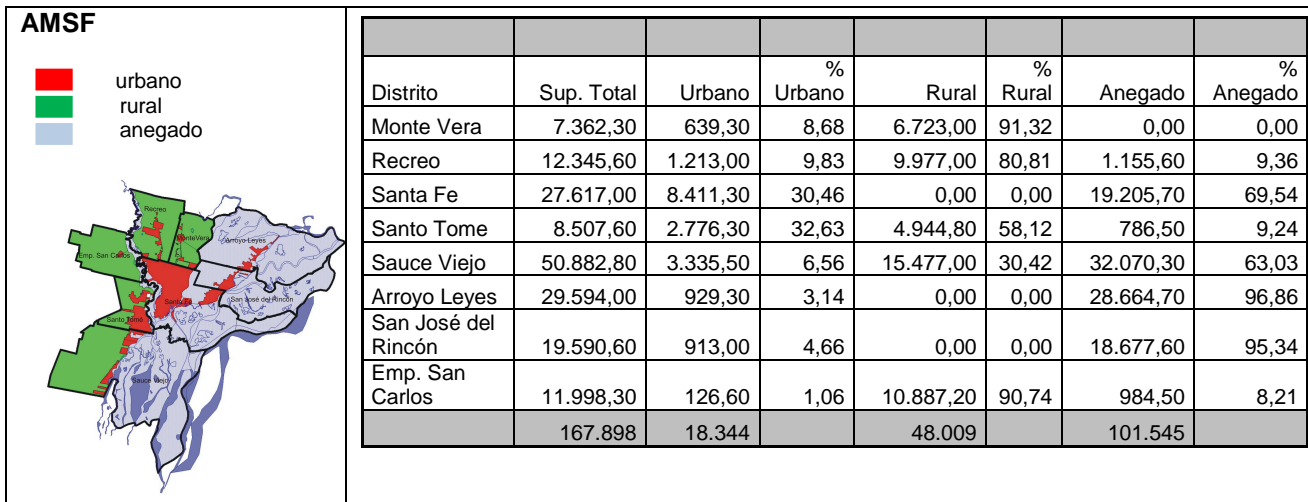 AMSF
urbano
rural
anegado
Recreo
MonteVera
Arroyo Leyes
Emp. San Carlos
Santa Fe
San José del Rincón
Santo Tomé
Sauce Viejo
Distrito Sup. Total Urbano % Urbano Rural % Rural Anegado % Anegado
Monte Vera 7.362,30 639,30 8,68 6.723,00 91,32 0,00 0,00
Recreo 12.345,60 1.213,00 9,83 9.977,00 80,81 1.155,60 9,36
Santa Fe 27.617,00 8.411,30 30,46 0,00 0,00 19.205,70 69,54
Santo Tome 8.507,60 2.776,30 32,63 4.944,80 58,12 786,50 9,24
Sauce Viejo 50.882,80 3.335,50 6,56 15.477,00 30,42 32.070,30 63,03
Arroyo Leyes 29.594,00 929,30 3,14 0,00 0,00 28.664,70 96,86
San José del Rincón 19.590,60 913,00 4,66 0,00 0,00 18.677,60 95,34
Emp. San Carlos 11.998,30 126,60 1,06 10.887,20 90,74 984,50 8,21
167.898 18.344 48.009 101.545